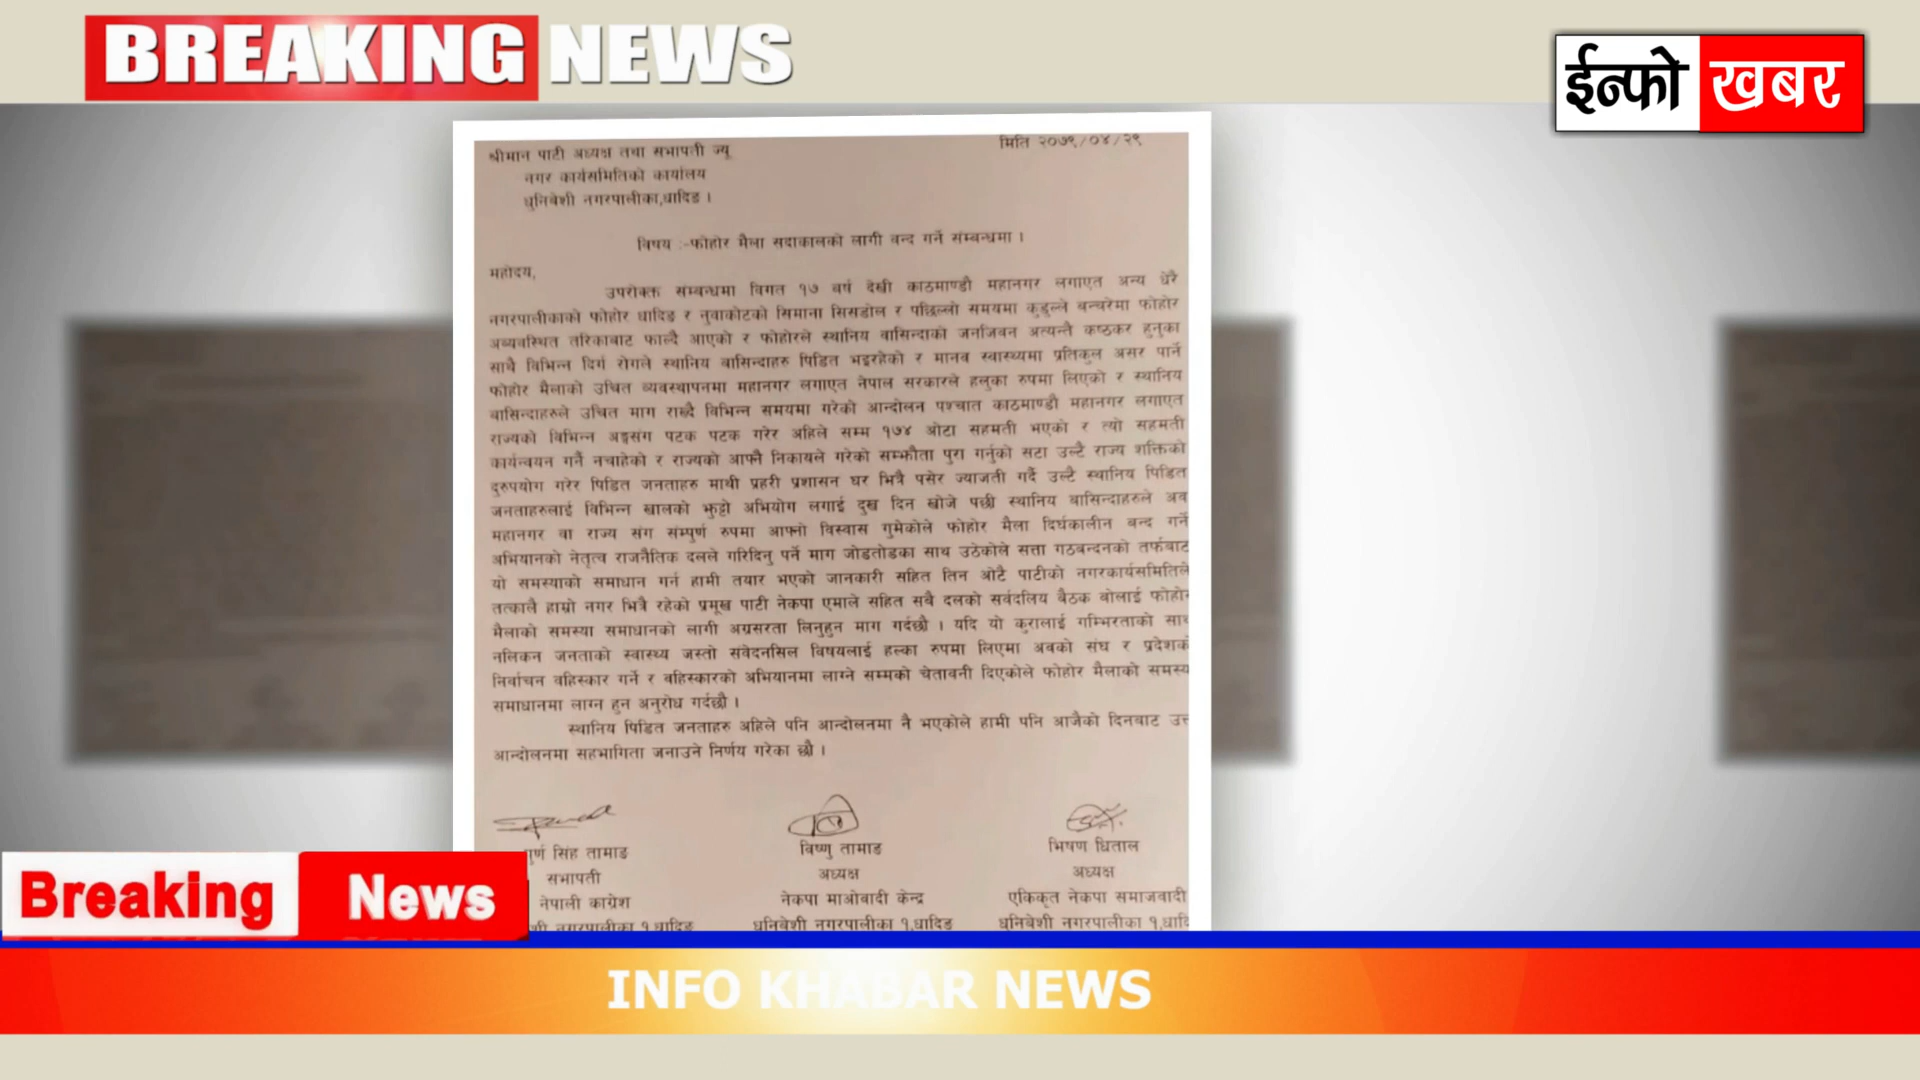 BREAKING NEWS
ईन्फो खबर
मिति २०७९/०४/२९
श्रीमान पार्टी अध्यक्ष तथा सभापती ज्यू
नगर कार्यसमितिको कार्यालय
धुनिबेशी नगरपालीका,धादिङ ।
विषय :-फोहोर मैला सदाकालको लागी बन्द गर्ने सम्बन्धमा ।
महोदय,
उपरोक्त सम्बन्धमा विगत १७ वर्ष देखी काठमाण्डौ महानगर लगाएत अन्य धेरै
नगरपालीकाको फोहोर धादिङ र नुवाकोटको सिमाना सिसडोल र पछिल्लो समयमा कुडुल्ले बन्चरेमा फोहोर
अव्यवस्थित तरिकाबाट फाल्दै आएको र फोहोरले स्थानिय वासिन्दाको जनजिवन अत्यन्तै कष्ठकर हुनुका
साथै विभिन्न दिर्ग रोगले स्थानिय बासिन्दाहरु पिडित भइरहेको र मानव स्वास्थ्यमा प्रतिकुल असर पार्ने
फोहोर मैलाको उचित व्यवस्थापनमा महानगर लगाएत नेपाल सरकारले हलुका रुपमा लिएको र स्थानिय
बासिन्दाहरुले उचित माग राख्दै विभिन्न समयमा गरेको आन्दोलन पश्चात काठमाण्डौ महानगर लगाएत
राज्यको विभिन्न अङ्गसंग पटक पटक गरेर अहिले सम्म १७४ ओटा सहमती भएको र त्यो सहमती
कार्यन्वयन गर्नै नचाहेको र राज्यको आफ्नै निकायले गरेको सम्झौता पुरा गर्नुको सटा उल्टै राज्य शक्तिको
दुरुपयोग गरेर पिडित जनताहरु माथी प्रहरी प्रशासन घर भित्रै पसेर ज्याजती गर्दै उल्टै स्थानिय पिडित
जनताहरुलाई विभिन्न खालको झुट्टो अभियोग लगाई दुख दिन खोजे पछी स्थानिय बासिन्दाहरुले अब
महानगर वा राज्य संग संम्पुर्ण रुपमा आफ्नो विस्वास गुमेकोले फोहोर मैला दिर्घकालीन बन्द गर्ने
अभियानको नेतृत्व राजनैतिक दलले गरिदिनु पर्ने माग जोडतोडका साथ उठेकोले सत्ता गठबन्दनको तर्फबाट
यो समस्याको समाधान गर्न हामी तयार भएको जानकारी सहित तिन ओटै पार्टीको नगरकार्यसमितिले
तत्कालै हाम्रो नगर भित्रै रहेको प्रमूख पार्टी नेकपा एमाले सहित सबै दलको सर्वदलिय बैठक बोलाई फोहोर
मैलाको समस्या समाधानको लागी अग्रसरता लिनुहुन माग गर्दछौ । यदि यो कुरालाई गम्भिरताको साथ
नलिकन जनताको स्वास्थ्य जस्तो संवेदनसिल विषयलाई हल्का रुपमा लिएमा अबको संघ र प्रदेशको
निर्वाचन वहिस्कार गर्ने र वहिस्कारको अभियानमा लाग्ने सम्मको चेतावनी दिएकोले फोहोर मैलाको समस्य
समाधानमा लाग्न हुन अनुरोध गर्दछौ ।
स्थानिय पिडित जनताहरु अहिले पनि आन्दोलनमा नै भएकोले हामी पनि आजैको दिनबाट उत्त
आन्दोलनमा सहभागिता जनाउने निर्णय गरेका छौ ।
पुर्ण सिंह तामाङ विष्णु तामाङ भिषण धिताल
सभापती अध्यक्ष अध्यक्ष
नेपाली काग्रेश नेकपा माओवादी केन्द्र एकिकृत नेकपा समाजवादी
नगरपालीका १,धादिङ धुनिबेशी नगरपालीका १,धादिङ धुनिबेशी नगरपालीका १,धादि
Breaking News
INFO KHABAR NEWS